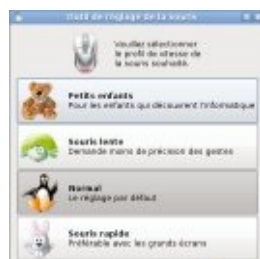 Outil de réglage de la souris
Veuillez sélectionner
le profil de vitesse de
la souris souhaité.
Petits enfants
Pour les enfants qui découvrent l'informatique
Souris lente
Demande moins de précision des gestes
Normal
Le réglage par défaut
Souris rapide
Préférable avec les grands écrans